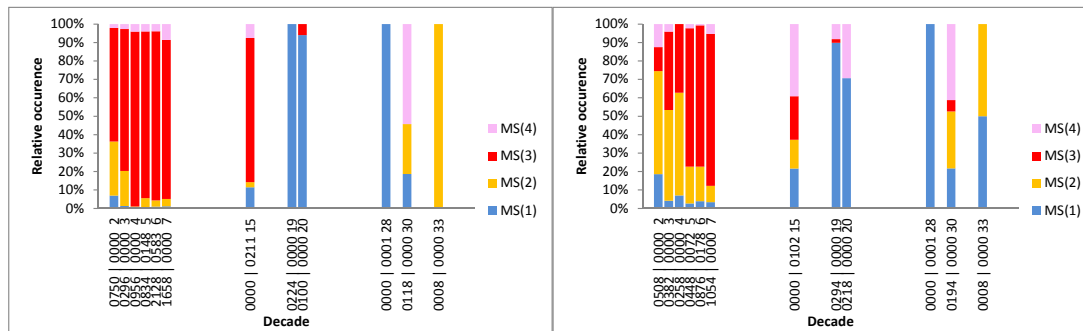 Relative occurence
100%
90%
80%
70%
60%
50%
40%
30%
20%
10%
0%
0750 | 0000 2
0296 | 0000 3
0956 | 0000 4
0834 | 0148 5
2128 | 0583 6
1658 | 0000 7
0000 | 0211 15
0224 | 0000 19
0100 | 0000 20
0000 | 0001 28
0118 | 0000 30
0008 | 0000 33
Decade
MS(4)
MS(3)
MS(2)
MS(1)
Relative occurence
100%
90%
80%
70%
60%
50%
40%
30%
20%
10%
0%
0508 | 0000 2
0382 | 0000 3
0258 | 0000 4
0448 | 0072 5
0876 | 0178 6
1054 | 0000 7
0000 | 0102 15
0294 | 0000 19
0218 | 0000 20
0000 | 0001 28
0194 | 0000 30
0008 | 0000 33
Decade
MS(4)
MS(3)
MS(2)
MS(1)